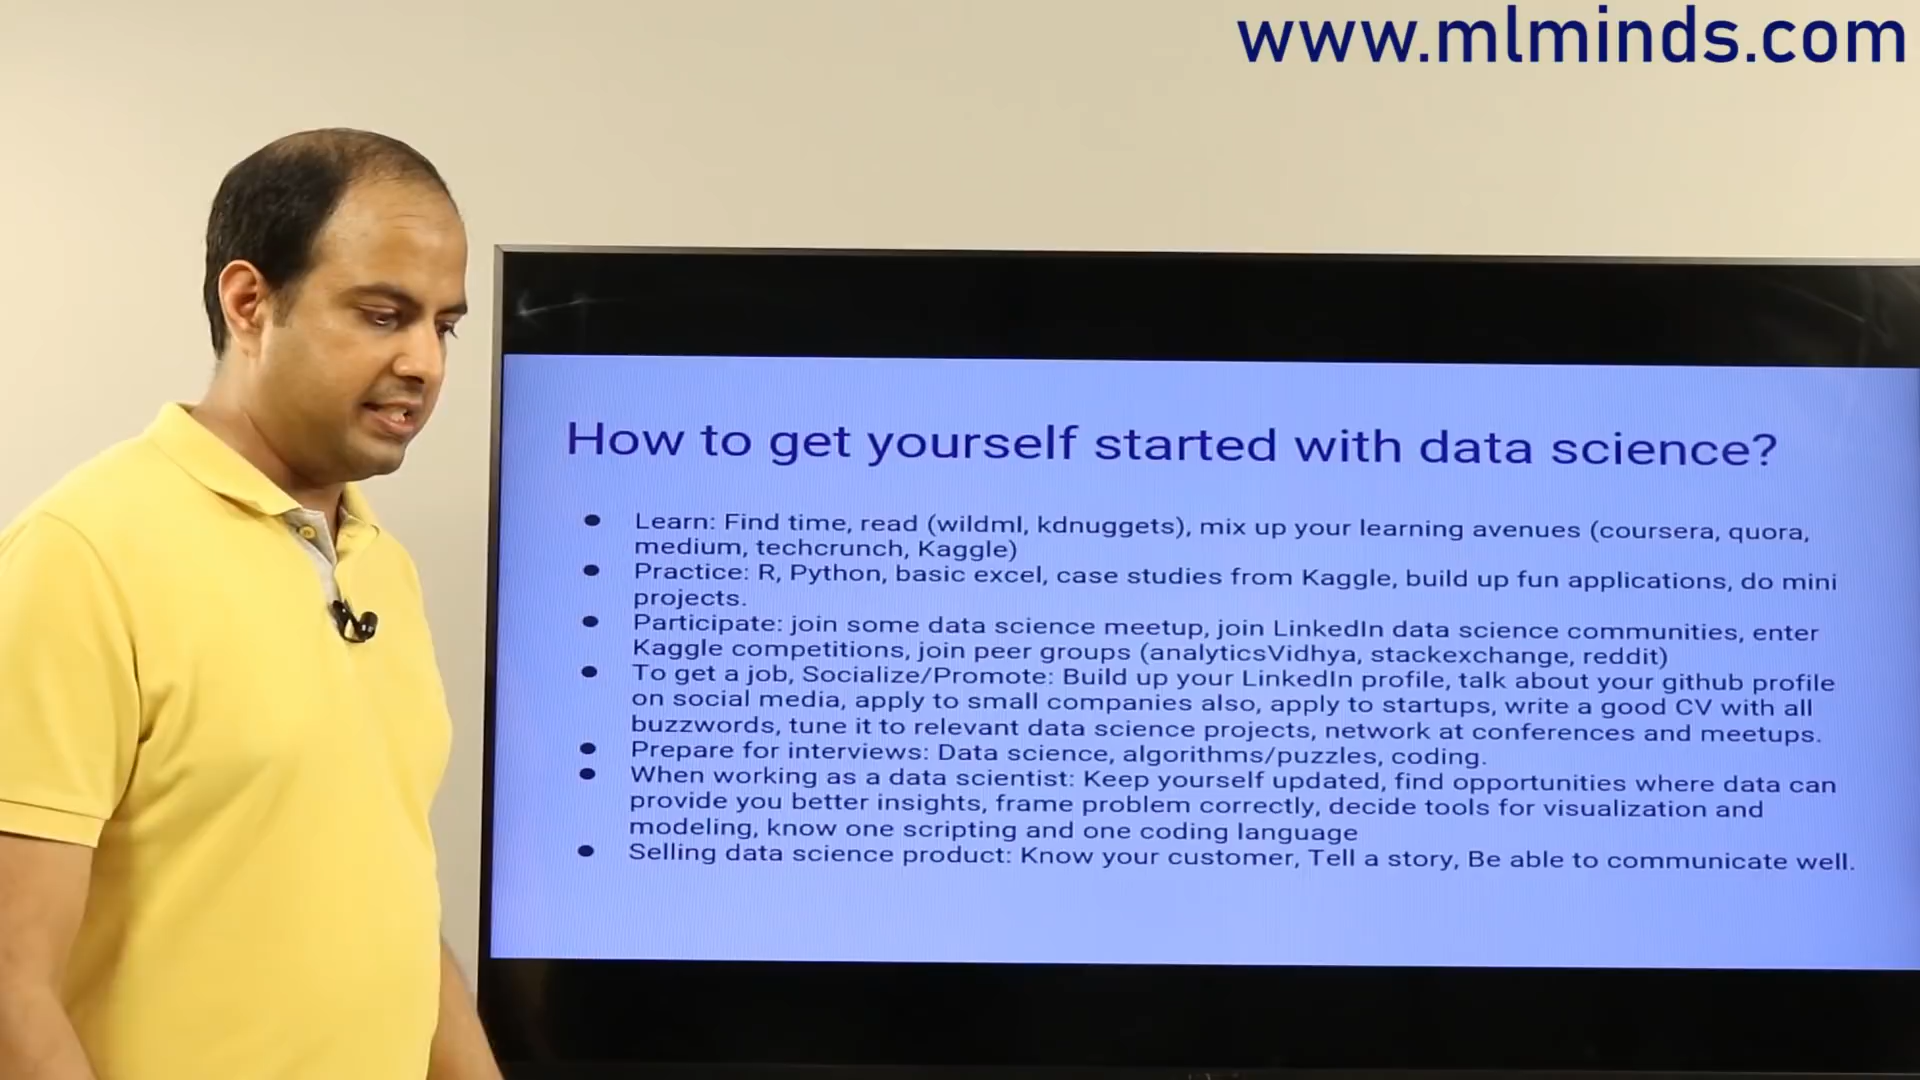 www.mlminds.com
How to get yourself started with data science?
● Learn: Find time, read (wildml, kdnuggets), mix up your learning avenues (coursera, quora,
medium, techcrunch, Kaggle)
● Practice: R, Python, basic excel, case studies from Kaggle, build up fun applications, do mini
projects.
● Participate: join some data science meetup, join LinkedIn data science communities, enter
Kaggle competitions, join peer groups (analyticsVidhya, stackexchange, reddit)
● To get a job, Socialize/Promote: Build up your LinkedIn profile, talk about your github profile
on social media, apply to small companies also, apply to startups, write a good CV with all
buzzwords, tune it to relevant data science projects, network at conferences and meetups.
● Prepare for interviews: Data science, algorithms/puzzles, coding.
● When working as a data scientist: Keep yourself updated, find opportunities where data can
provide you better insights, frame problem correctly, decide tools for visualization and
modeling, know one scripting and one coding language
● Selling data science product: Know your customer, Tell a story, Be able to communicate well.